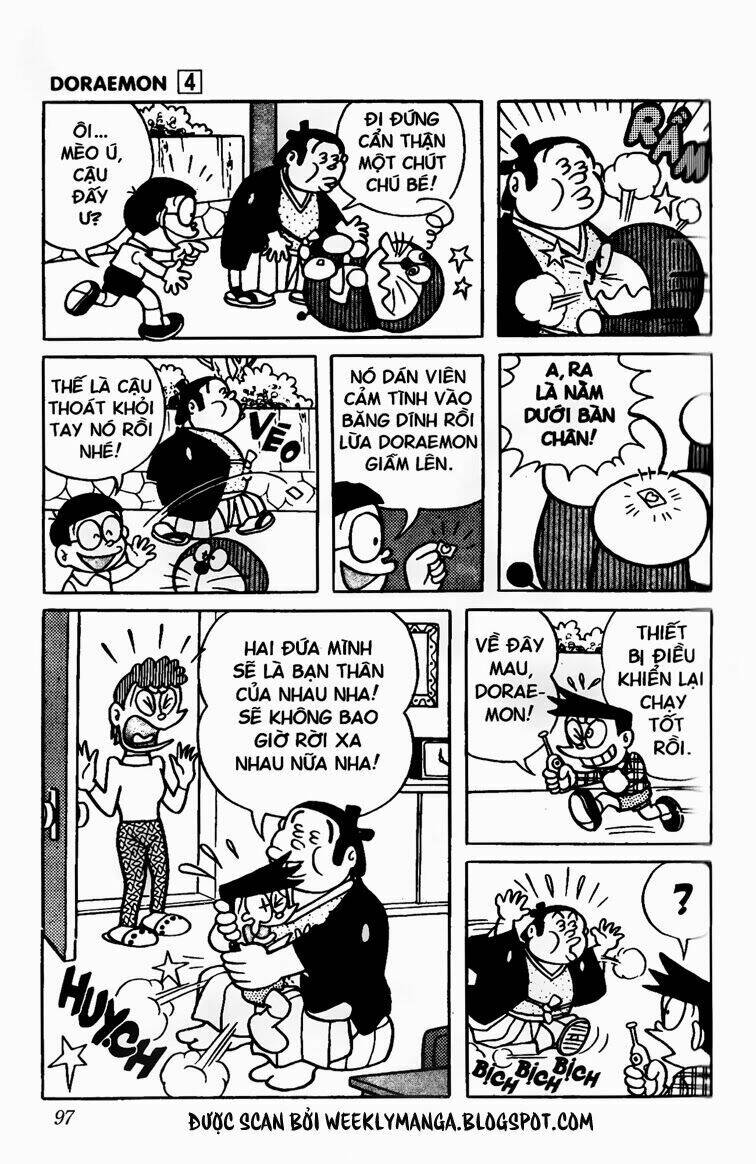 DORAEMON 4
RẦM
ĐI ĐỨNG
CẨN THẬN
MỘT CHÚT
CHÚ BÉ!
ÔI...
MÈO Ú,
CẬU
ĐẤY
Ư?
A, RA
LÀ NẰM
DƯỚI BÀN
CHÂN!
NÓ DÁN VIÊN
CẢM TÌNH VÀO
BĂNG DÍNH RỒI
LỪA DORAEMON
GIẪM LÊN.
VÈO
THẾ LÀ CẬU
THOÁT KHỎI
TAY NÓ RỒI
NHÉ!
THIẾT
BỊ ĐIỀU
KHIỂN LẠI
CHẠY
TỐT
RỒI.
VỀ ĐÂY
MAU,
DORAE-
MON!
?
BỊCH BỊCH BỊCH
HAI ĐỨA MÌNH
SẼ LÀ BẠN THÂN
CỦA NHAU NHA!
SẼ KHÔNG BAO
GIỜ RỜI XA
NHAU NỮA NHA!
HUỴCH
97
ĐƯỢC SCAN BỞI WEEKLYMANGA.BLOGSPOT.COM